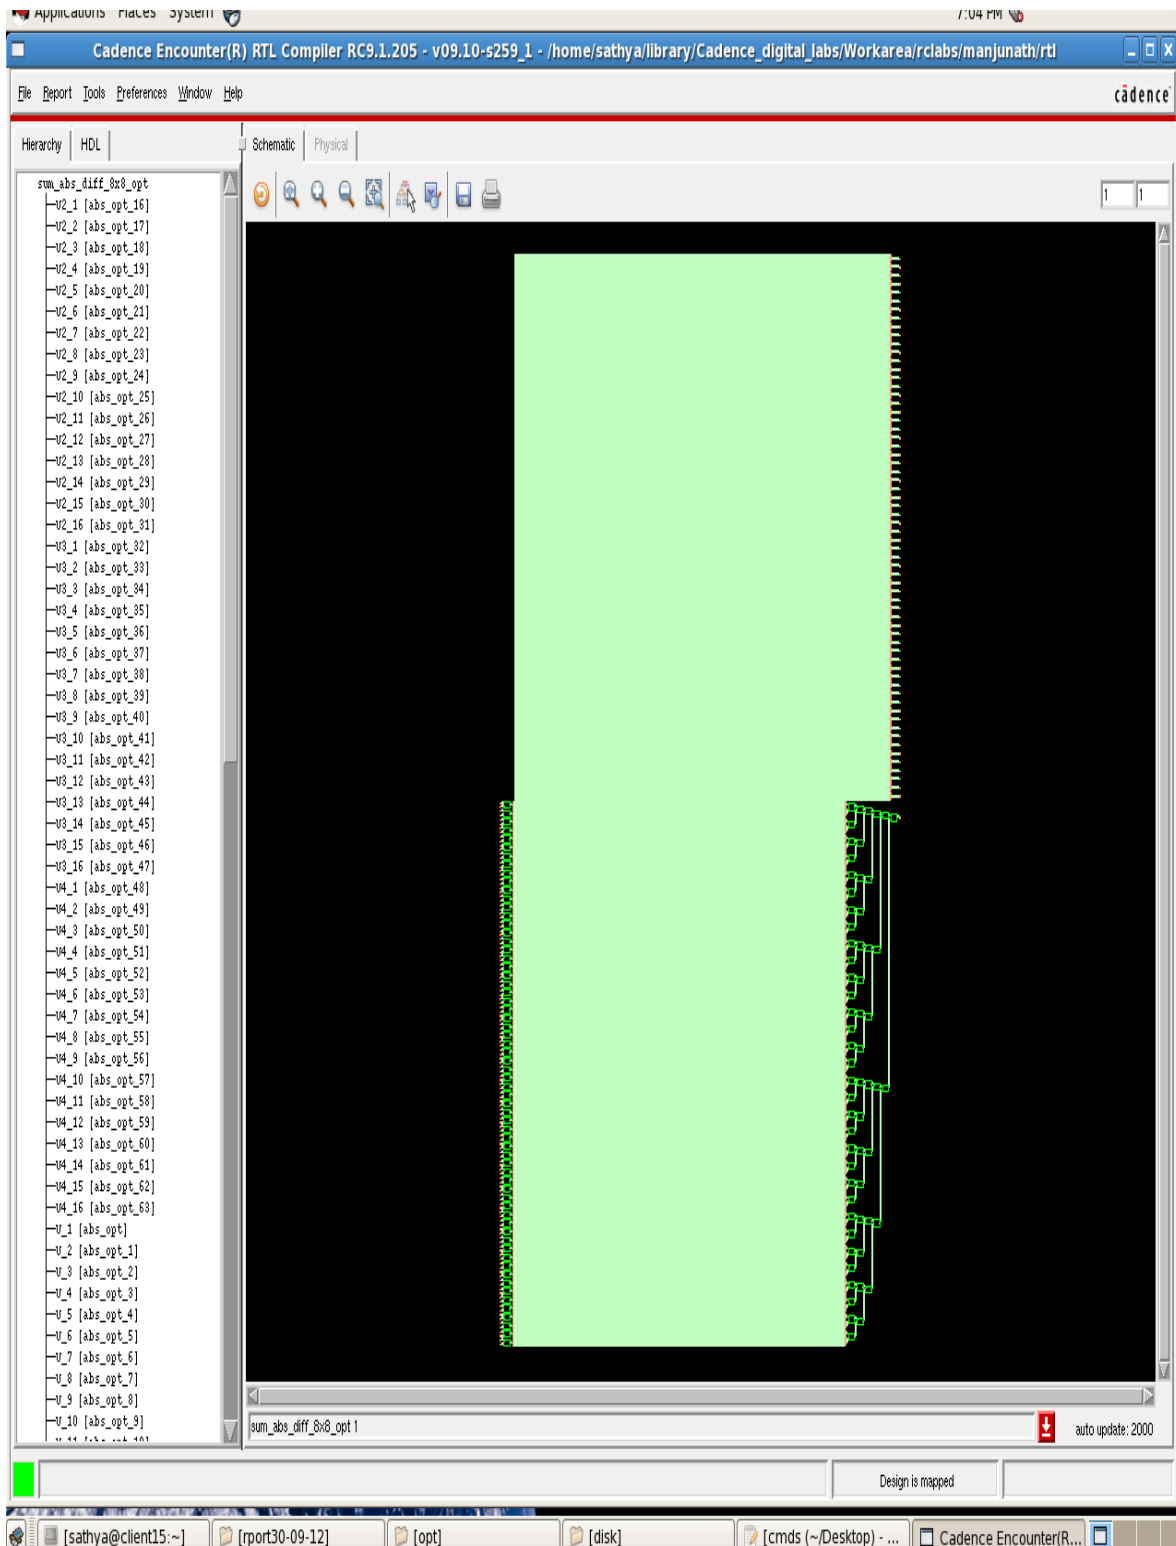 Applications Places System 7:04 PM
Cadence Encounter(R) RTL Compiler RC9.1.205 - v09.10-s259_1 - /home/sathya/library/Cadence_digital_labs/Workarea/rclabs/manjunath/rtl
File Report Tools Preferences Window Help cādence
Hierarchy HDL Schematic Physical
1 1
sum_abs_diff_8x8_opt
U2_1 [abs_opt_16]
U2_2 [abs_opt_17]
U2_3 [abs_opt_18]
U2_4 [abs_opt_19]
U2_5 [abs_opt_20]
U2_6 [abs_opt_21]
U2_7 [abs_opt_22]
U2_8 [abs_opt_23]
U2_9 [abs_opt_24]
U2_10 [abs_opt_25]
U2_11 [abs_opt_26]
U2_12 [abs_opt_27]
U2_13 [abs_opt_28]
U2_14 [abs_opt_29]
U2_15 [abs_opt_30]
U2_16 [abs_opt_31]
U3_1 [abs_opt_32]
U3_2 [abs_opt_33]
U3_3 [abs_opt_34]
U3_4 [abs_opt_35]
U3_5 [abs_opt_36]
U3_6 [abs_opt_37]
U3_7 [abs_opt_38]
U3_8 [abs_opt_39]
U3_9 [abs_opt_40]
U3_10 [abs_opt_41]
U3_11 [abs_opt_42]
U3_12 [abs_opt_43]
U3_13 [abs_opt_44]
U3_14 [abs_opt_45]
U3_15 [abs_opt_46]
U3_16 [abs_opt_47]
U4_1 [abs_opt_48]
U4_2 [abs_opt_49]
U4_3 [abs_opt_50]
U4_4 [abs_opt_51]
U4_5 [abs_opt_52]
U4_6 [abs_opt_53]
U4_7 [abs_opt_54]
U4_8 [abs_opt_55]
U4_9 [abs_opt_56]
U4_10 [abs_opt_57]
U4_11 [abs_opt_58]
U4_12 [abs_opt_59]
U4_13 [abs_opt_60]
U4_14 [abs_opt_61]
U4_15 [abs_opt_62]
U4_16 [abs_opt_63]
U_1 [abs_opt]
U_2 [abs_opt_1]
U_3 [abs_opt_2]
U_4 [abs_opt_3]
U_5 [abs_opt_4]
U_6 [abs_opt_5]
U_7 [abs_opt_6]
U_8 [abs_opt_7]
U_9 [abs_opt_8]
U_10 [abs_opt_9]
sum_abs_diff_8x8_opt 1 auto update: 2000
Design is mapped
[sathya@client15:~] [rport30-09-12] [opt] [disk] [cmds (~/Desktop) - ... Cadence Encounter(R...